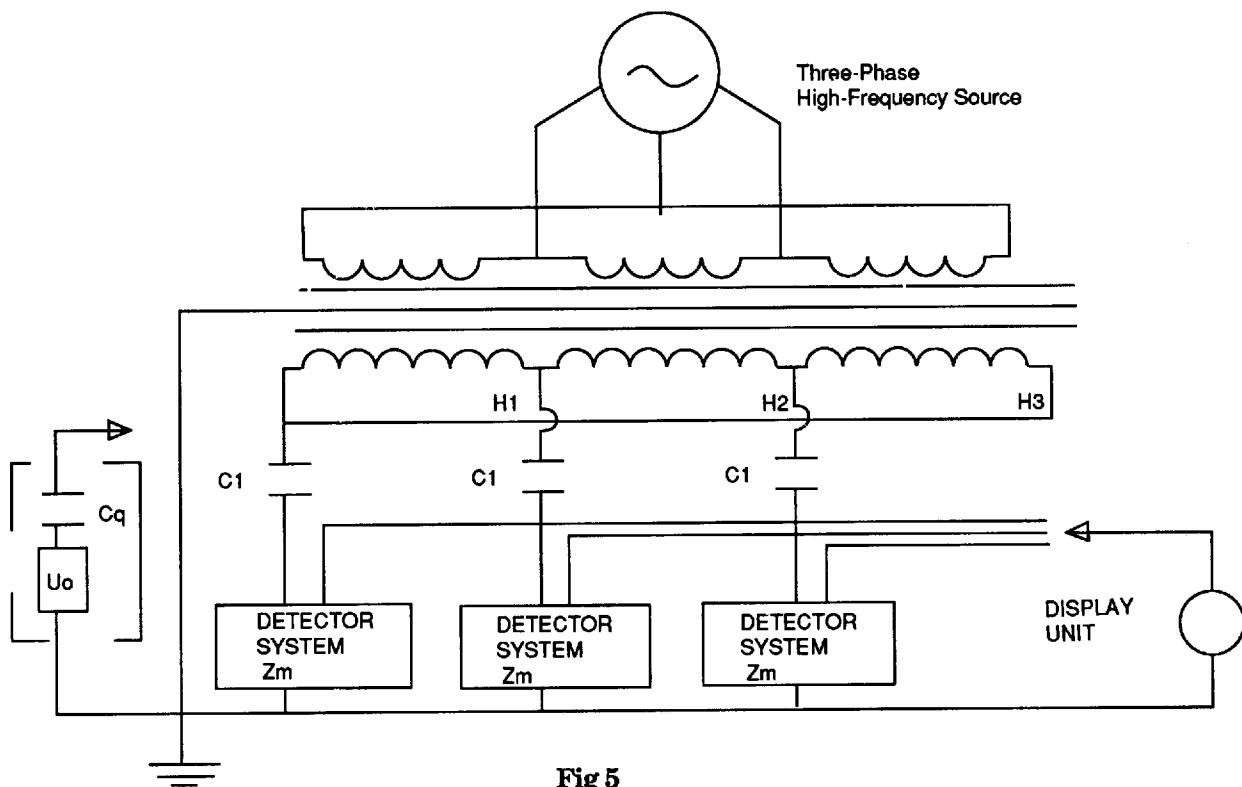 Three-Phase
High-Frequency Source
H1
H2
H3
C1
C1
C1
Cq
Uo
DETECTOR
SYSTEM
Zm
DETECTOR
SYSTEM
Zm
DETECTOR
SYSTEM
Zm
DISPLAY
UNIT
Fig 5